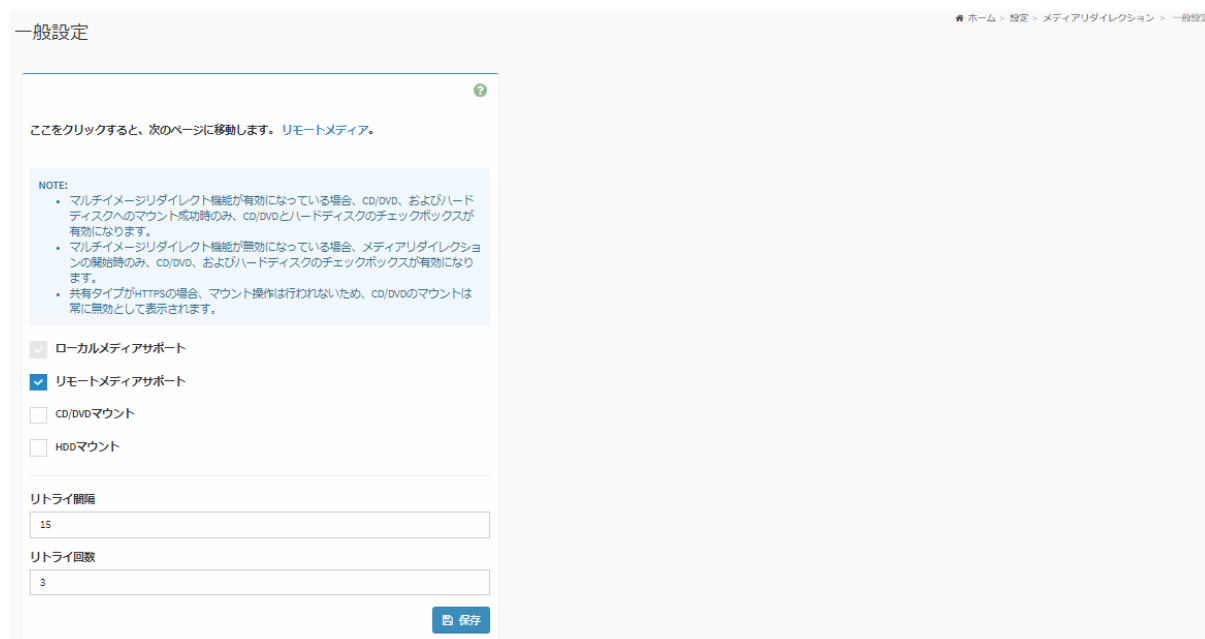 ホーム > 設定 > メディアリダイレクション > 一般設定
一般設定
ここをクリックすると、次のページに移動します。 リモートメディア。
NOTE:
• マルチイメージリダイレクト機能が有効になっている場合、CD/DVD、およびハード
ディスクへのマウント成功時のみ、CD/DVDとハードディスクのチェックボックスが
有効になります。
• マルチイメージリダイレクト機能が無効になっている場合、メディアリダイレクショ
ンの開始時のみ、CD/DVD、およびハードディスクのチェックボックスが有効になり
ます。
• 共有タイプがHTTPSの場合、マウント操作は行われないため、CD/DVDのマウントは
常に無効として表示されます。
ローカルメディアサポート
リモートメディアサポート
CD/DVDマウント
HDDマウント
リトライ間隔
15
リトライ回数
3
保存